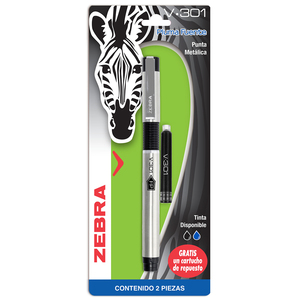 V·301
Pluma Fuente
Punta
Metálica
ZEBRA
V-301
Tinta
Disponible
GRATIS
un cartucho
de repuesto
CONTENIDO 2 PIEZAS